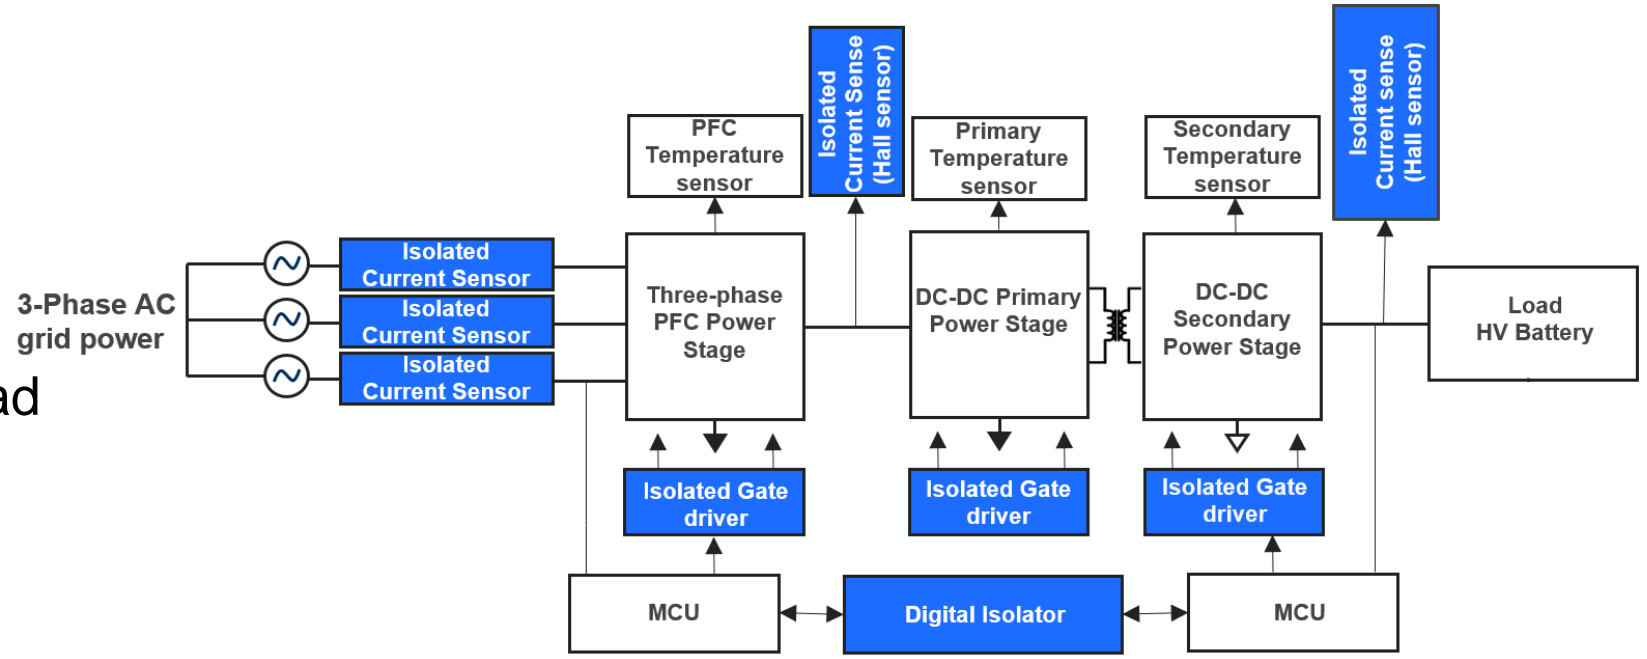 3-Phase AC
grid power
ad
Isolated
Current Sensor
Isolated
Current Sensor
Isolated
Current Sensor
PFC
Temperature
sensor
Three-phase
PFC Power
Stage
Isolated Gate
driver
MCU
Isolated
Current Sense
(Hall sensor)
Primary
Temperature
sensor
DC-DC Primary
Power Stage
Isolated Gate
driver
Digital Isolator
Secondary
Temperature
sensor
DC-DC
Secondary
Power Stage
Isolated Gate
driver
MCU
Isolated
Current sense
(Hall sensor)
Load
HV Battery